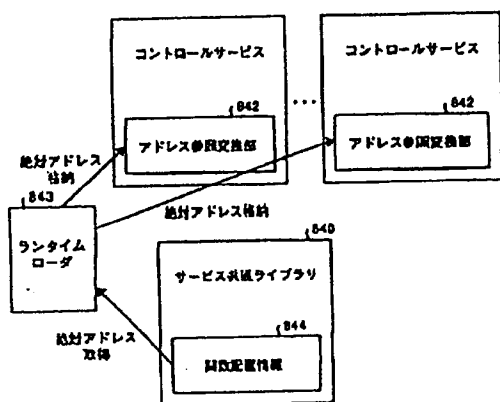 コントロールサービス
コントロールサービス
842
842
アドレス参照変換部
アドレス参照変換部
絶対アドレス
格納
843
絶対アドレス格納
ランタイム
ローダ
840
サービス共通ライブラリ
絶対アドレス
取得
844
関数配置情報